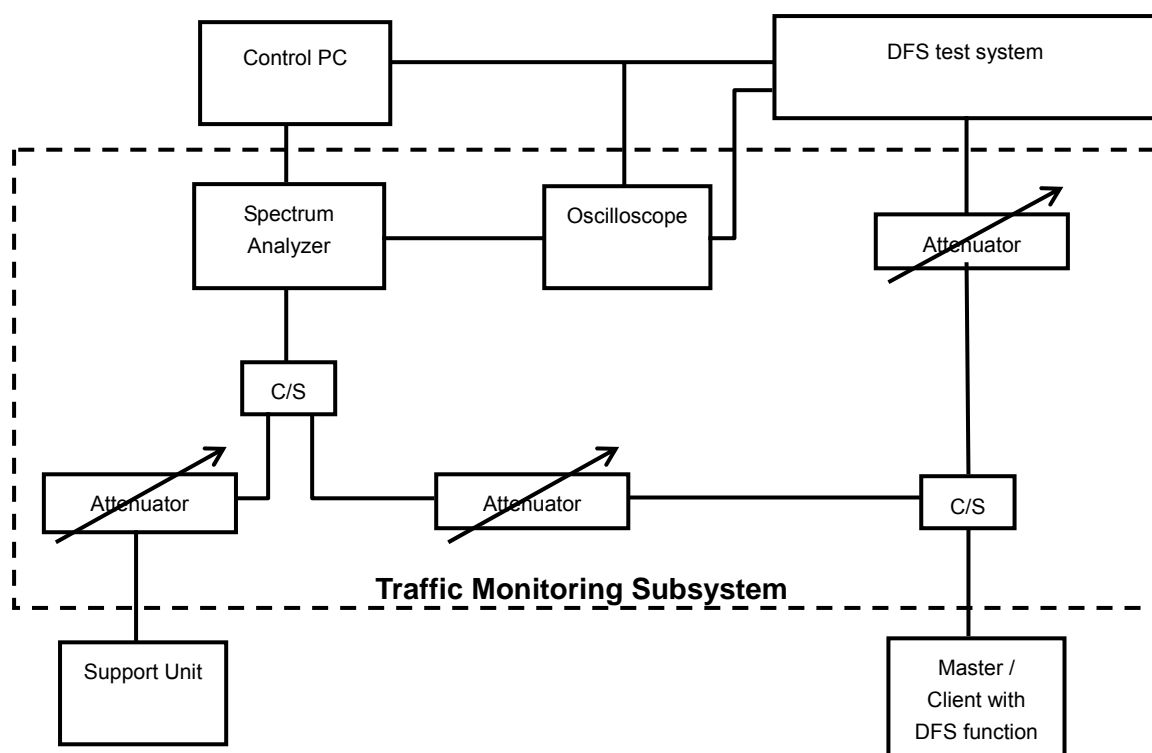 Control PC
DFS test system
Spectrum
Analyzer
Oscilloscope
Attenuator
C/S
Attenuator
Attenuator
C/S
Traffic Monitoring Subsystem
Support Unit
Master /
Client with
DFS function